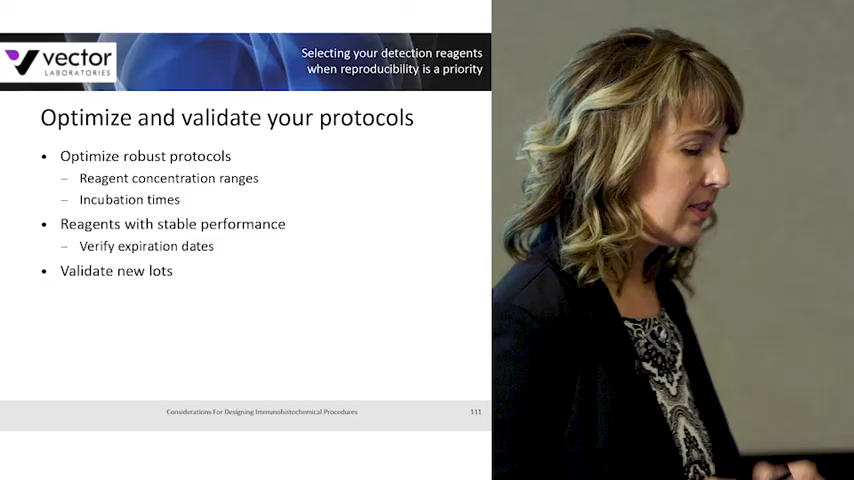 vector
LABORATORIES
Selecting your detection reagents
when reproducibility is a priority
Optimize and validate your protocols
• Optimize robust protocols
– Reagent concentration ranges
– Incubation times
• Reagents with stable performance
– Verify expiration dates
• Validate new lots
Considerations For Designing Immunohistochemical Procedures
111